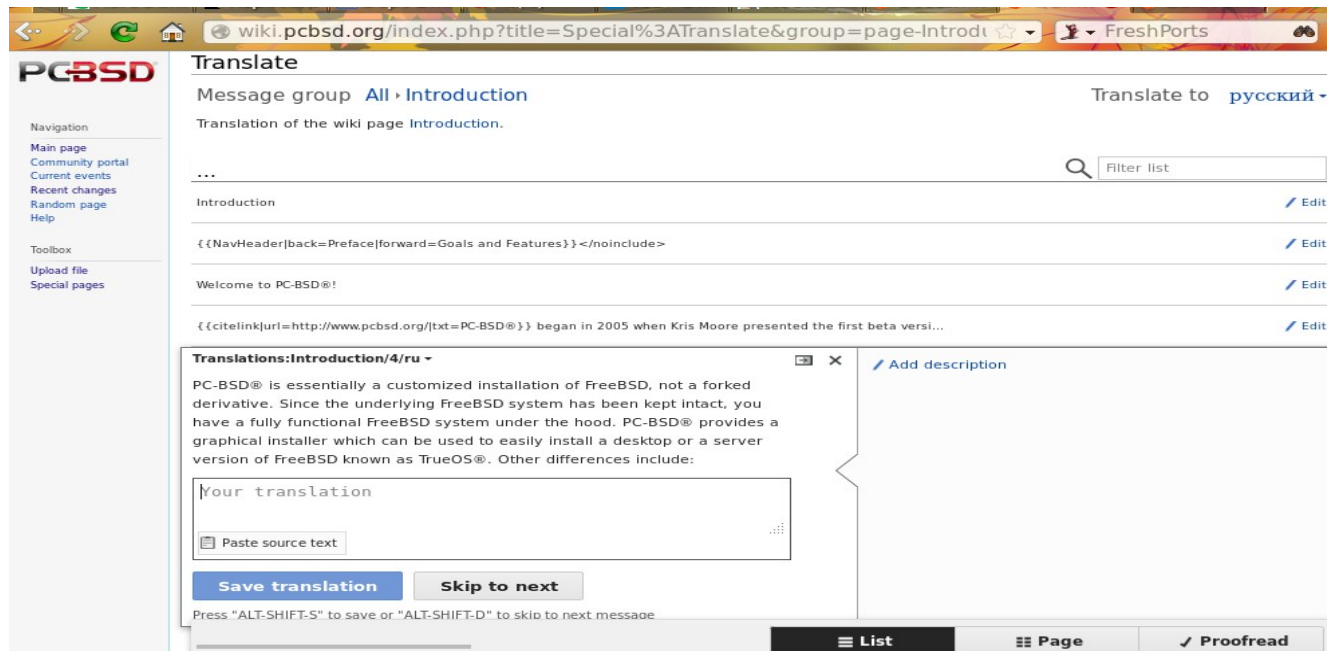 wiki.pcbsd.org/index.php?title=Special%3ATranslate&group=page-Introdu
FreshPorts
PCBSD
Translate
Message group All › Introduction
Translate to русский
Translation of the wiki page Introduction.
Navigation
Main page
Community portal
Current events
Recent changes
Random page
Help
Toolbox
Upload file
Special pages
...
Filter list
Introduction
Edit
{{NavHeader|back=Preface|forward=Goals and Features}}</noinclude>
Edit
Welcome to PC-BSD®!
Edit
{{citelink|url=http://www.pcbsd.org/|txt=PC-BSD®}} began in 2005 when Kris Moore presented the first beta versi...
Edit
Translations:Introduction/4/ru
Add description
PC-BSD® is essentially a customized installation of FreeBSD, not a forked
derivative. Since the underlying FreeBSD system has been kept intact, you
have a fully functional FreeBSD system under the hood. PC-BSD® provides a
graphical installer which can be used to easily install a desktop or a server
version of FreeBSD known as TrueOS®. Other differences include:
Your translation
Paste source text
Save translation
Skip to next
Press "ALT-SHIFT-S" to save or "ALT-SHIFT-D" to skip to next message
List
Page
Proofread